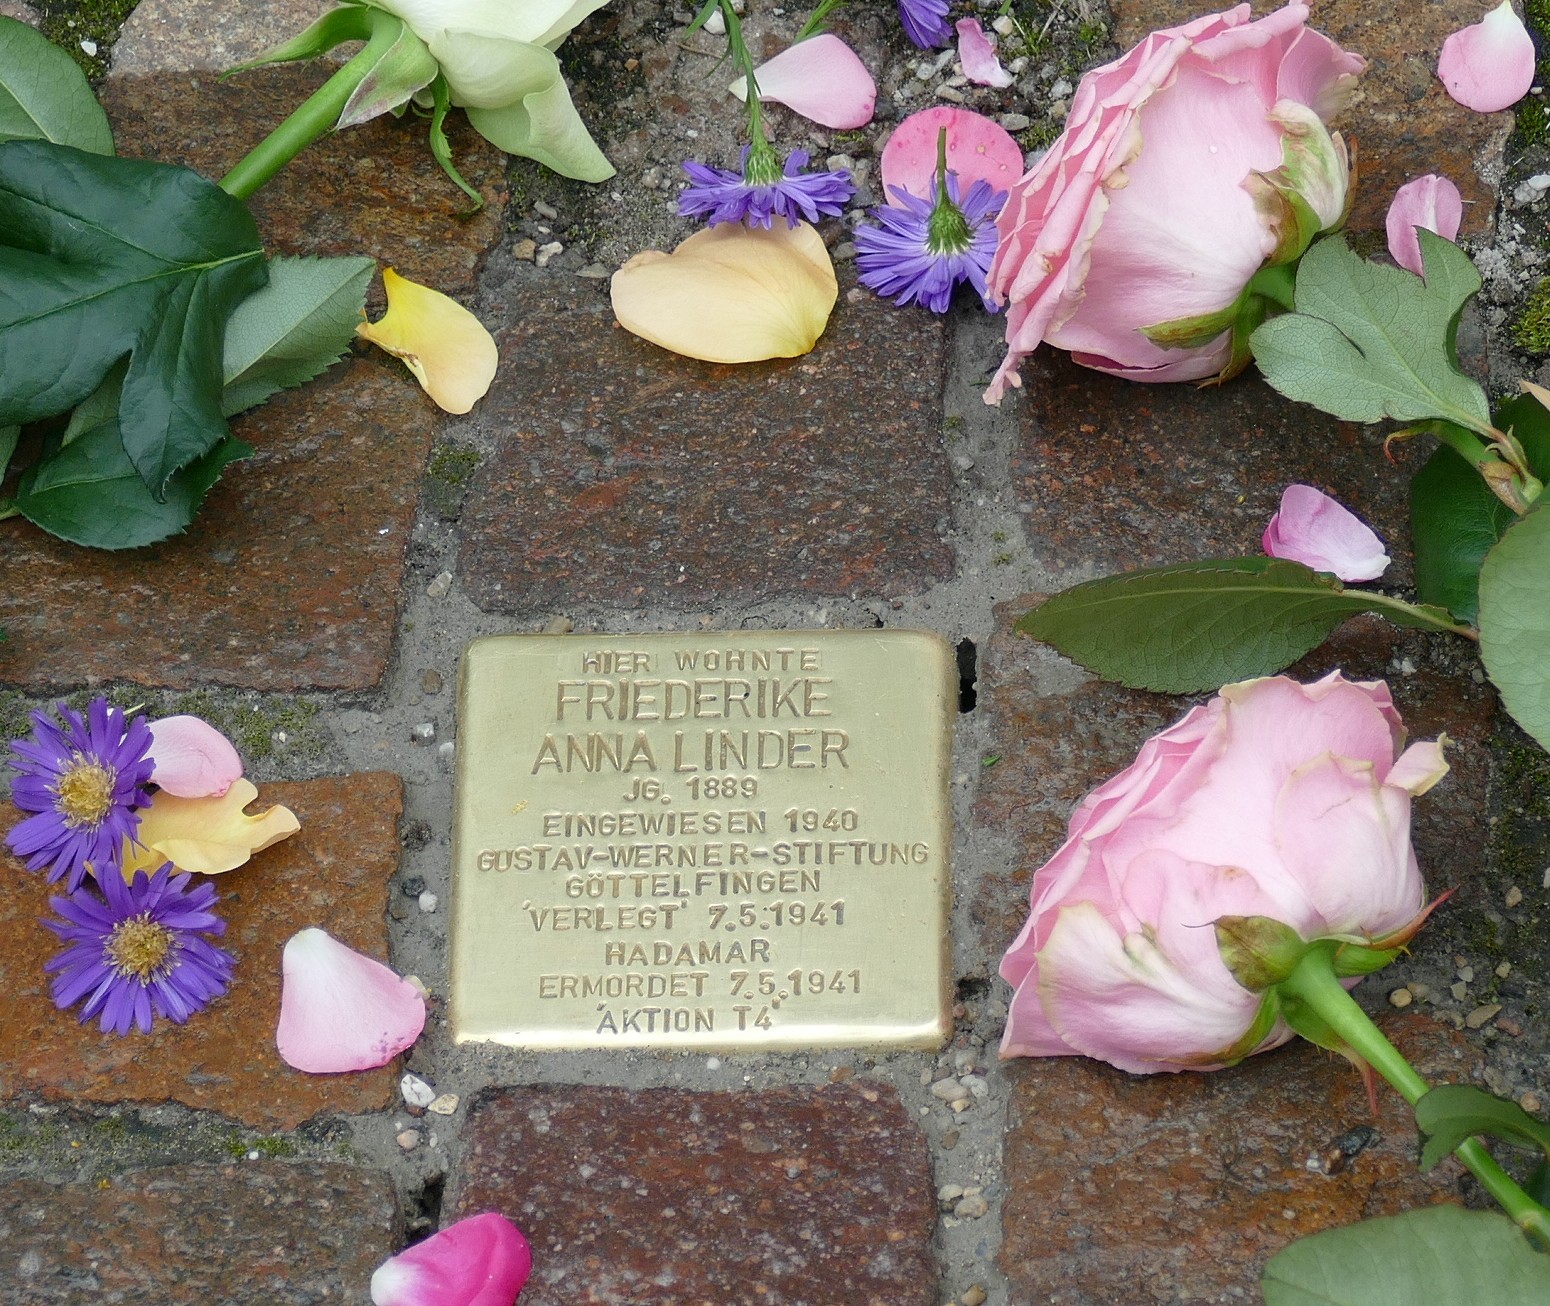 HIER WOHNTE
FRIEDERIKE
ANNA LINDER
JG. 1889
EINGEWIESEN 1940
GUSTAV-WERNER-STIFTUNG
GÖTTELFINGEN
'VERLEGT' 7.5.1941
HADAMAR
ERMORDET 7.5.1941
'AKTION T4'